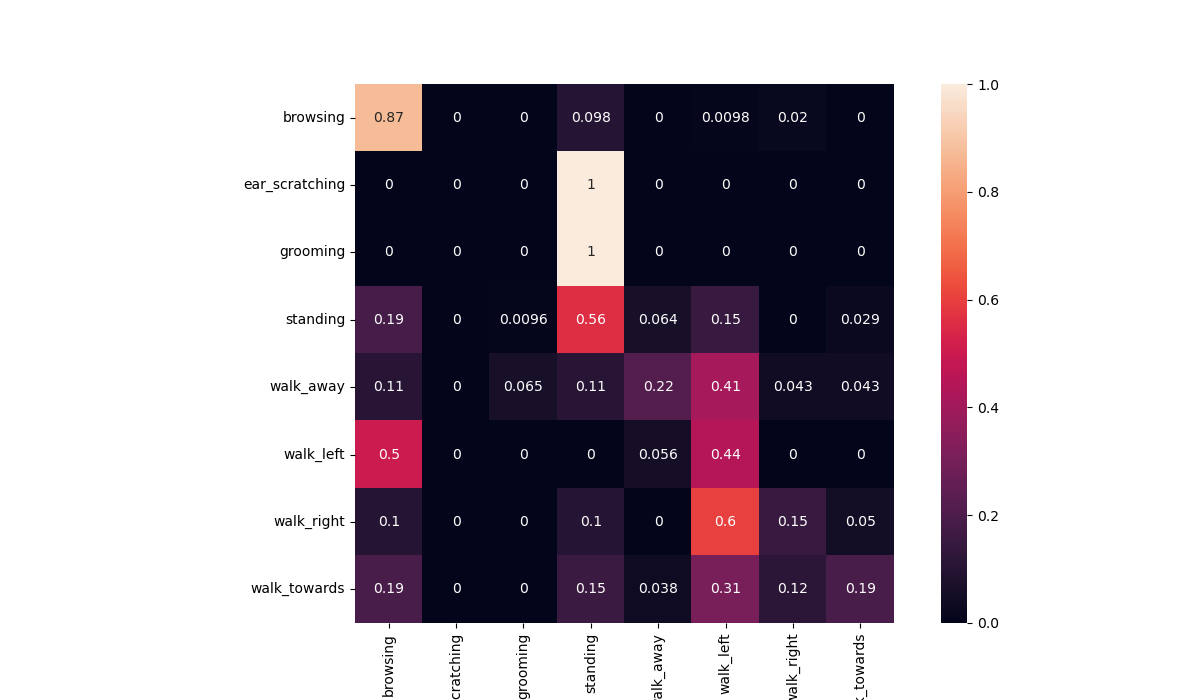 browsing 0.87 0 0 0.098 0 0.0098 0.02 0
ear_scratching 0 0 0 1 0 0 0 0
grooming 0 0 0 1 0 0 0 0
standing 0.19 0 0.0096 0.56 0.064 0.15 0 0.029
walk_away 0.11 0 0.065 0.11 0.22 0.41 0.043 0.043
walk_left 0.5 0 0 0 0.056 0.44 0 0
walk_right 0.1 0 0 0.1 0 0.6 0.15 0.05
walk_towards 0.19 0 0 0.15 0.038 0.31 0.12 0.19
browsing
cratching
grooming
standing
alk_away
walk_left
walk_right
k_towards
1.0
0.8
0.6
0.4
0.2
0.0